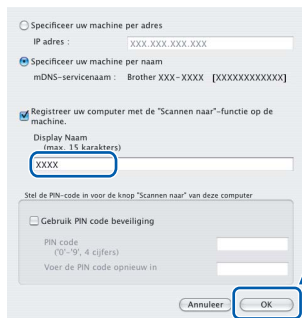 Specificeer uw machine per adres
IP adres : XXX.XXX.XXX.XXX
Specificeer uw machine per naam
mDNS-servicenaam : Brother XXX-XXXX [XXXXXXXXXXXX]
Registreer uw computer met de "Scannen naar"-functie op de
machine.
Display Naam
(max. 15 karakters)
XXXX
Stel de PIN-code in voor de knop "Scannen naar" van deze computer
Gebruik PIN code beveiliging
PIN code
('0'-'9', 4 cijfers)
Voer de PIN code opnieuw in
Annuleer OK